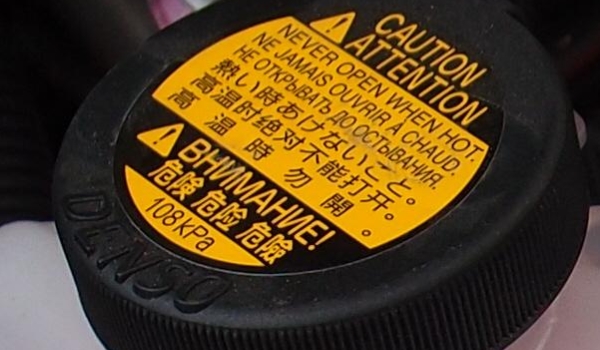 CAUTION
ATTENTION
NEVER OPEN WHEN HOT.
NE JAMAIS OUVRIR À CHAUD.
НЕ ОТКРЫВАТЬ ДО ОСТЫВАНИЯ.
熱い時あけないこと。
高温时绝对不能打开。
高温時勿開。
ВНИМАНИЕ!
危険 危险 危險
108kPa
DENSO